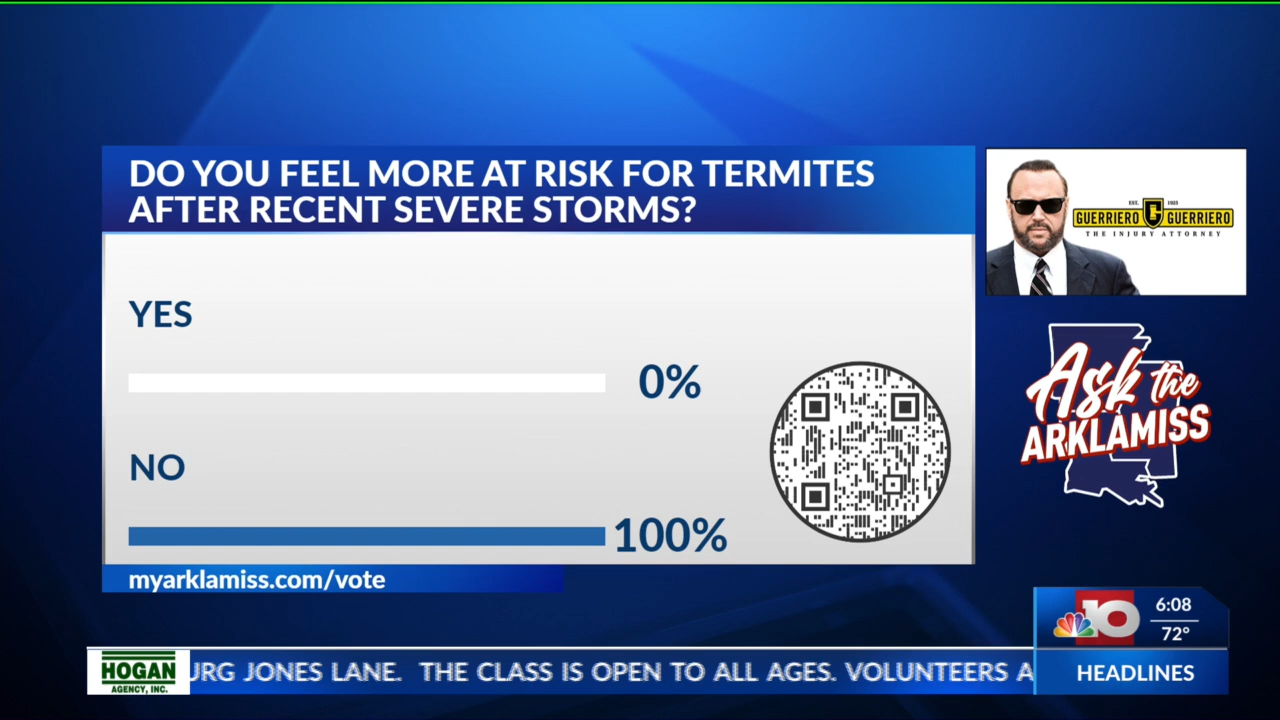 DO YOU FEEL MORE AT RISK FOR TERMITES
AFTER RECENT SEVERE STORMS?
YES
0%
NO
100%
myarklamiss.com/vote
EST. 1925
GUERRIERO GUERRIERO
THE INJURY ATTORNEY
Ask the
ARKLAMISS
10
6:08
72°
HEADLINES
HOGAN
AGENCY, INC.
URG JONES LANE. THE CLASS IS OPEN TO ALL AGES. VOLUNTEERS A